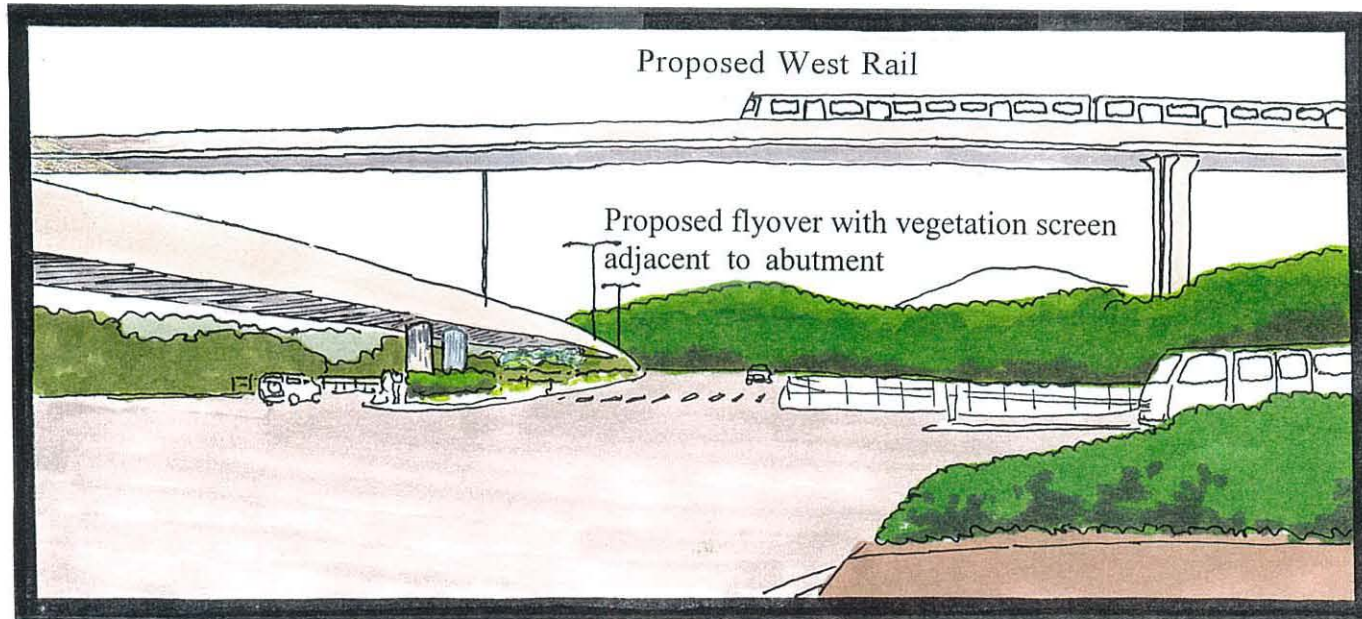 Proposed West Rail
Proposed flyover with vegetation screen
adjacent to abutment